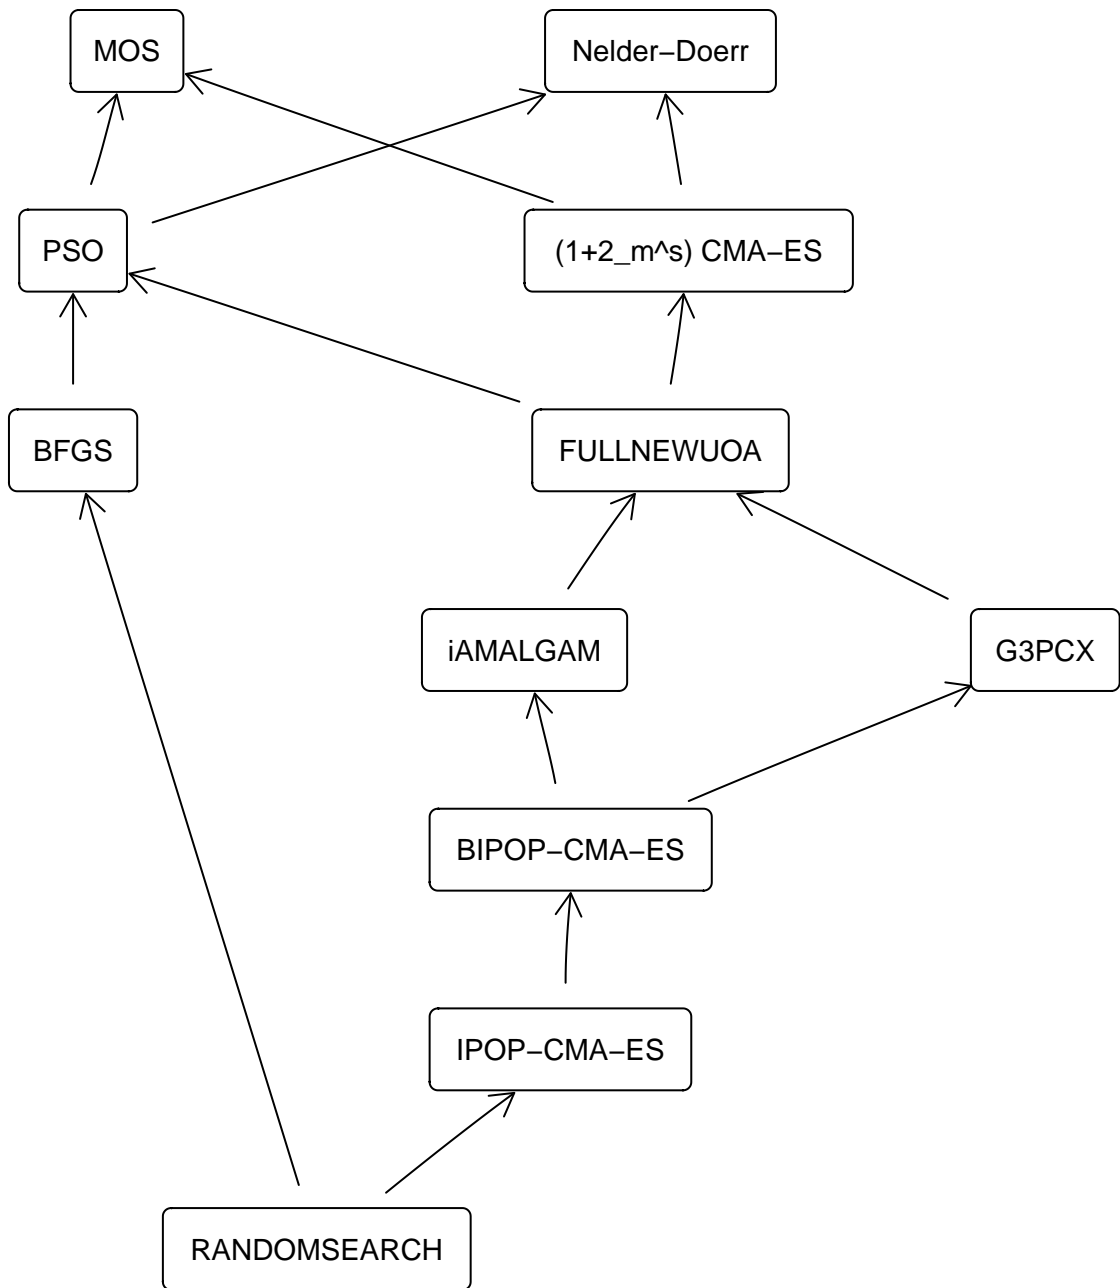 MOS
Nelder–Doerr
PSO
(1+2_m^s) CMA–ES
BFGS
FULLNEWUOA
iAMALGAM
G3PCX
BIPOP–CMA–ES
IPOP–CMA–ES
RANDOMSEARCH